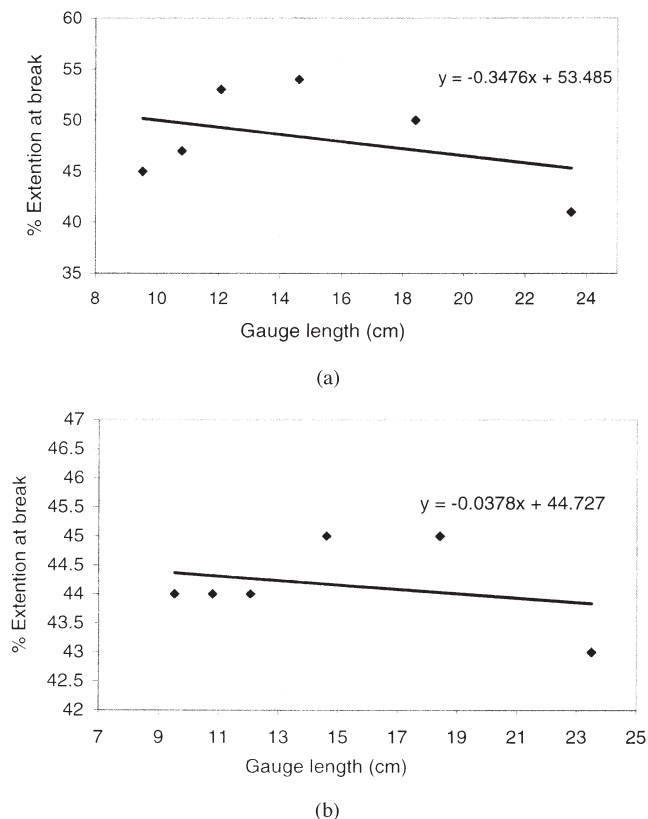 60
55
50
45
40
35
% Extention at break
y = -0.3476x + 53.485
8 10 12 14 16 18 20 22 24
Gauge length (cm)
(a)
47
46.5
46
45.5
45
44.5
44
43.5
43
42.5
42
% Extention at break
y = -0.0378x + 44.727
7 9 11 13 15 17 19 21 23 25
Gauge length (cm)
(b)